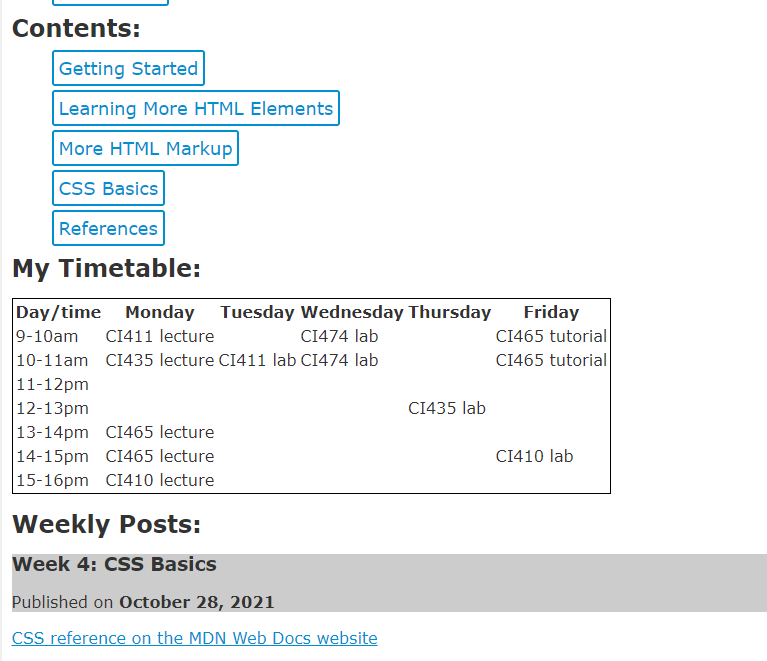 Contents:
Getting Started
Learning More HTML Elements
More HTML Markup
CSS Basics
References
My Timetable:
Day/time Monday Tuesday Wednesday Thursday Friday
9-10am CI411 lecture CI474 lab CI465 tutorial
10-11am CI435 lecture CI411 lab CI474 lab CI465 tutorial
11-12pm
12-13pm CI435 lab
13-14pm CI465 lecture
14-15pm CI465 lecture CI410 lab
15-16pm CI410 lecture
Weekly Posts:
Week 4: CSS Basics
Published on October 28, 2021
CSS reference on the MDN Web Docs website